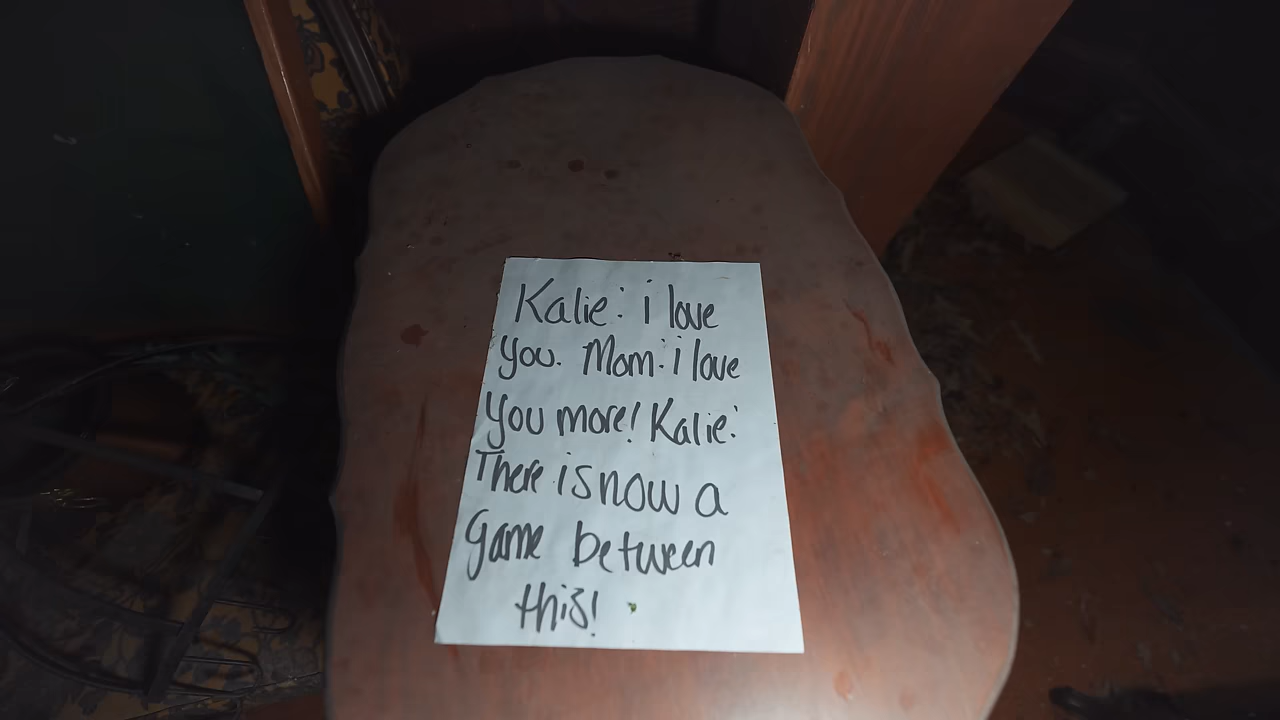 Kalie: i love
you. Mom: i love
you more! Kalie:
There is now a
game between
this!